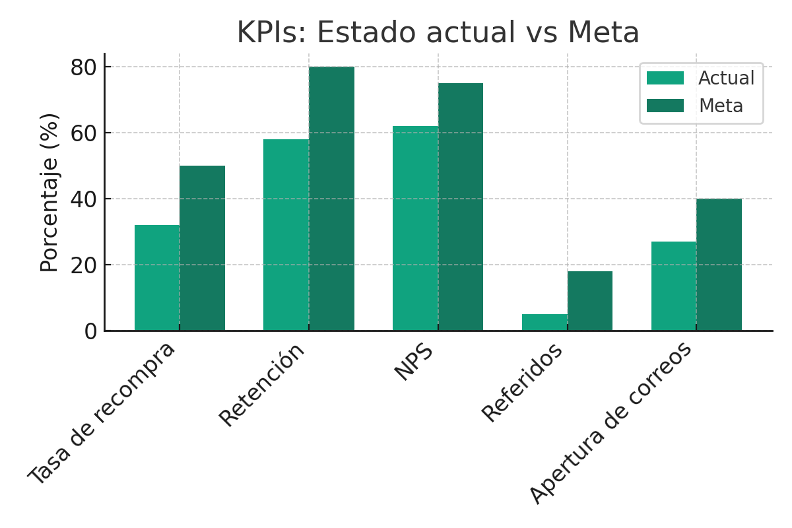 KPIs: Estado actual vs Meta
Actual
Meta
Porcentaje (%)
80
60
40
20
0
Tasa de recompra
Retención
NPS
Referidos
Apertura de correos